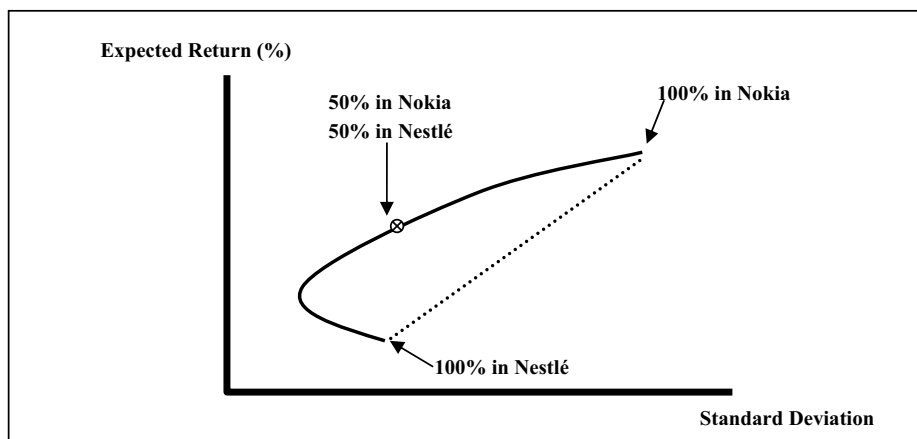 Expected Return (%)
50% in Nokia
50% in Nestlé
100% in Nokia
100% in Nestlé
Standard Deviation